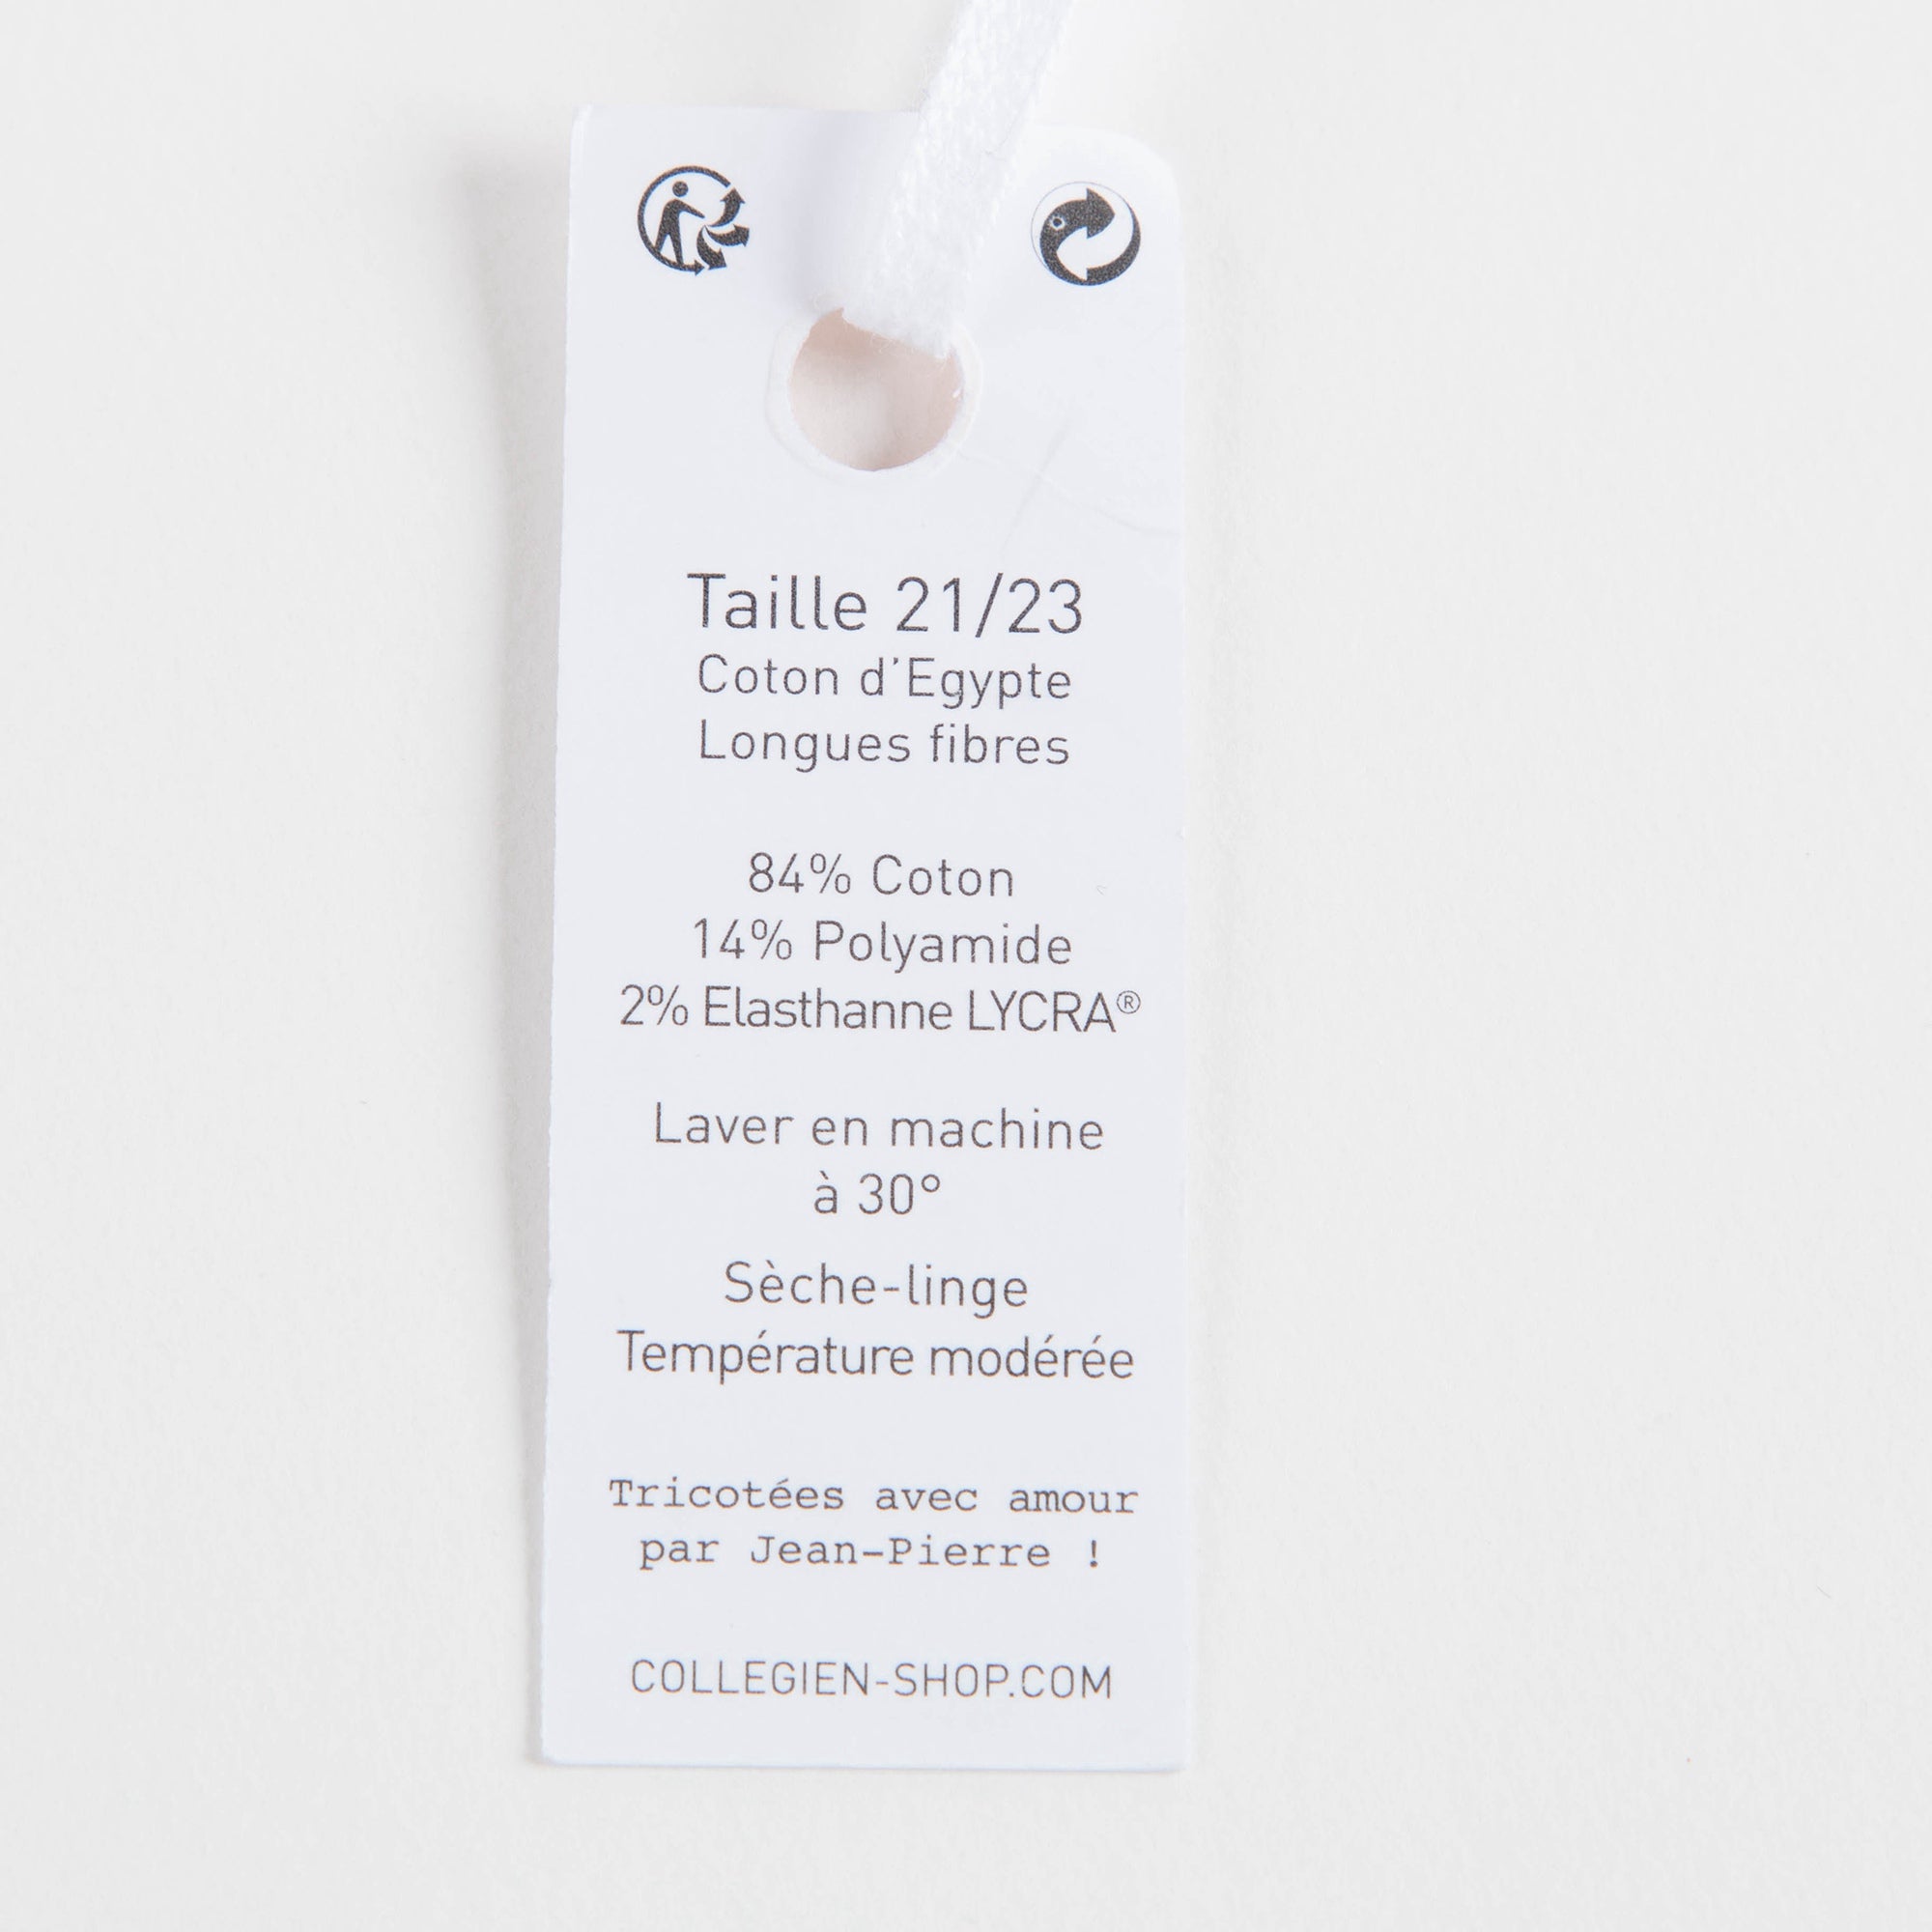 Taille 21/23
Coton d'Egypte
Longues fibres
84% Coton
14% Polyamide
2% Elasthanne LYCRA®
Laver en machine
à 30°
Sèche-linge
Température modérée
Tricotées avec amour
par Jean-Pierre !
COLLEGIEN-SHOP.COM